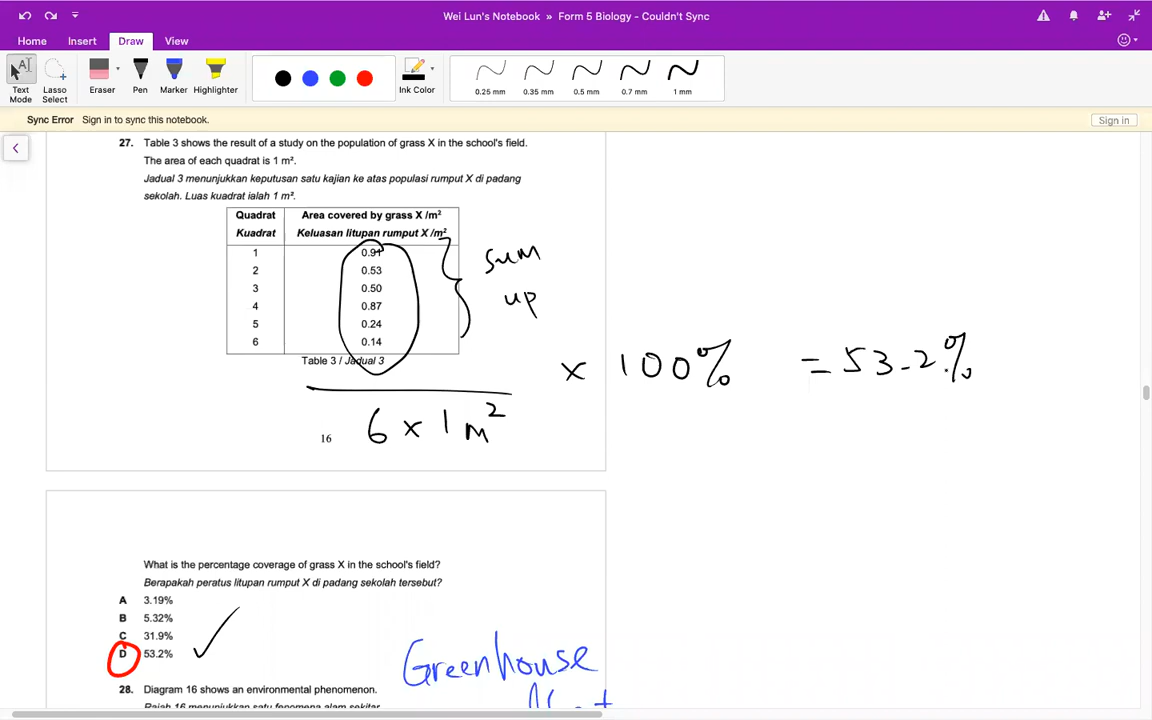 Wei Lun's Notebook » Form 5 Biology - Couldn't Sync
Home Insert Draw View
Text Mode
Lasso Select
Eraser
Pen
Marker
Highlighter
Ink Color
0.25 mm 0.35 mm 0.5 mm 0.7 mm 1 mm
Sync Error Sign in to sync this notebook. Sign in
27. Table 3 shows the result of a study on the population of grass X in the school's field.
The area of each quadrat is 1 m².
Jadual 3 menunjukkan keputusan satu kajian ke atas populasi rumput X di padang
sekolah. Luas kuadrat ialah 1 m².
Quadrat Area covered by grass X /m²
Kuadrat Keluasan litupan rumput X /m²
1 0.91
2 0.53
3 0.50
4 0.87
5 0.24
6 0.14
Table 3 / Jadual 3
sum
up
x 100% = 53.2%
6 x 1 m²
16
What is the percentage coverage of grass X in the school's field?
Berapakah peratus litupan rumput X di padang sekolah tersebut?
A 3.19%
B 5.32%
C 31.9%
D 53.2%
Greenhouse
28. Diagram 16 shows an environmental phenomenon.
Rajah 16 menunjukkan satu fenomena alam sekitar